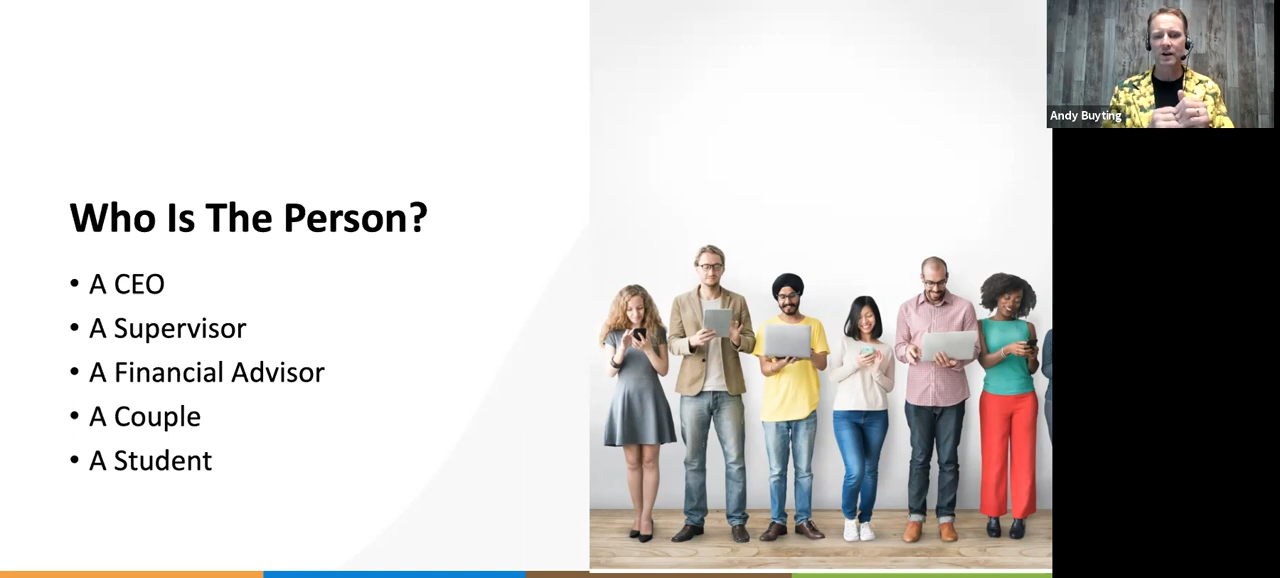 Who Is The Person?
• A CEO
• A Supervisor
• A Financial Advisor
• A Couple
• A Student
Andy Buyting